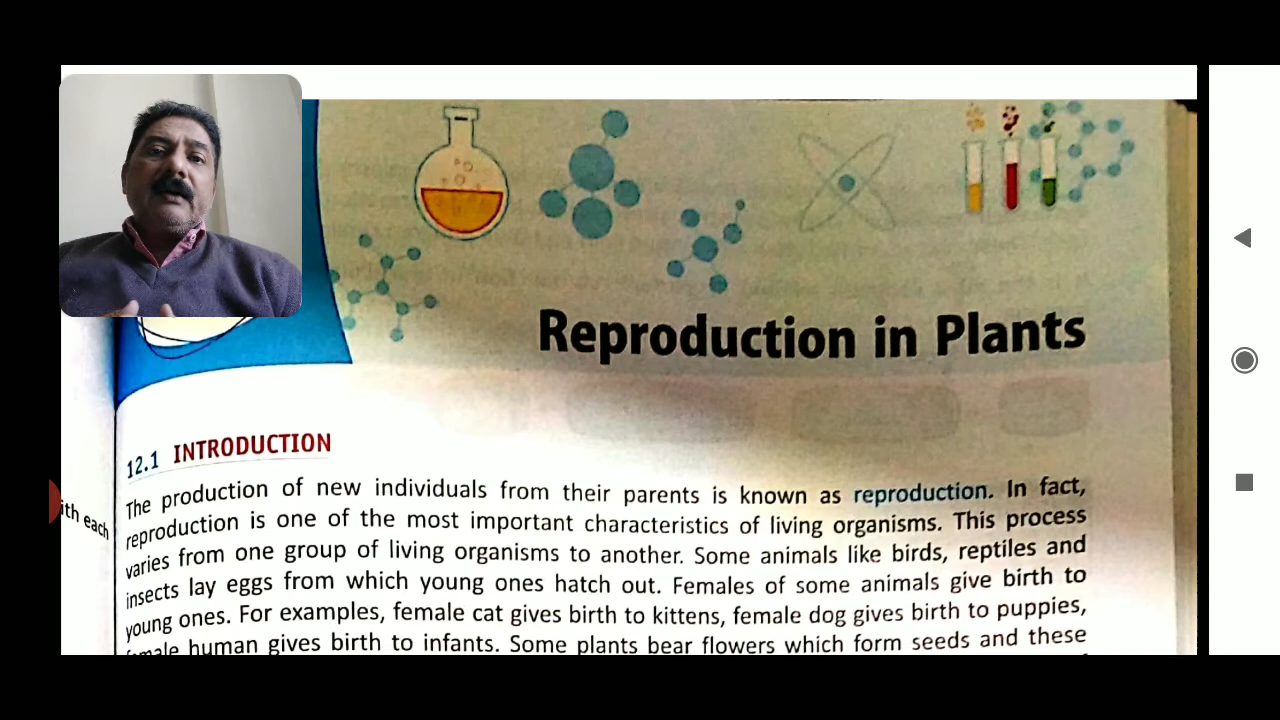 Reproduction in Plants
12.1 INTRODUCTION
The production of new individuals from their parents is known as reproduction. In fact,
reproduction is one of the most important characteristics of living organisms. This process
varies from one group of living organisms to another. Some animals like birds, reptiles and
ith each
insects lay eggs from which young ones hatch out. Females of some animals give birth to
young ones. For examples, female cat gives birth to kittens, female dog gives birth to puppies,
human gives birth to infants. Some plants bear flowers which form seeds and these